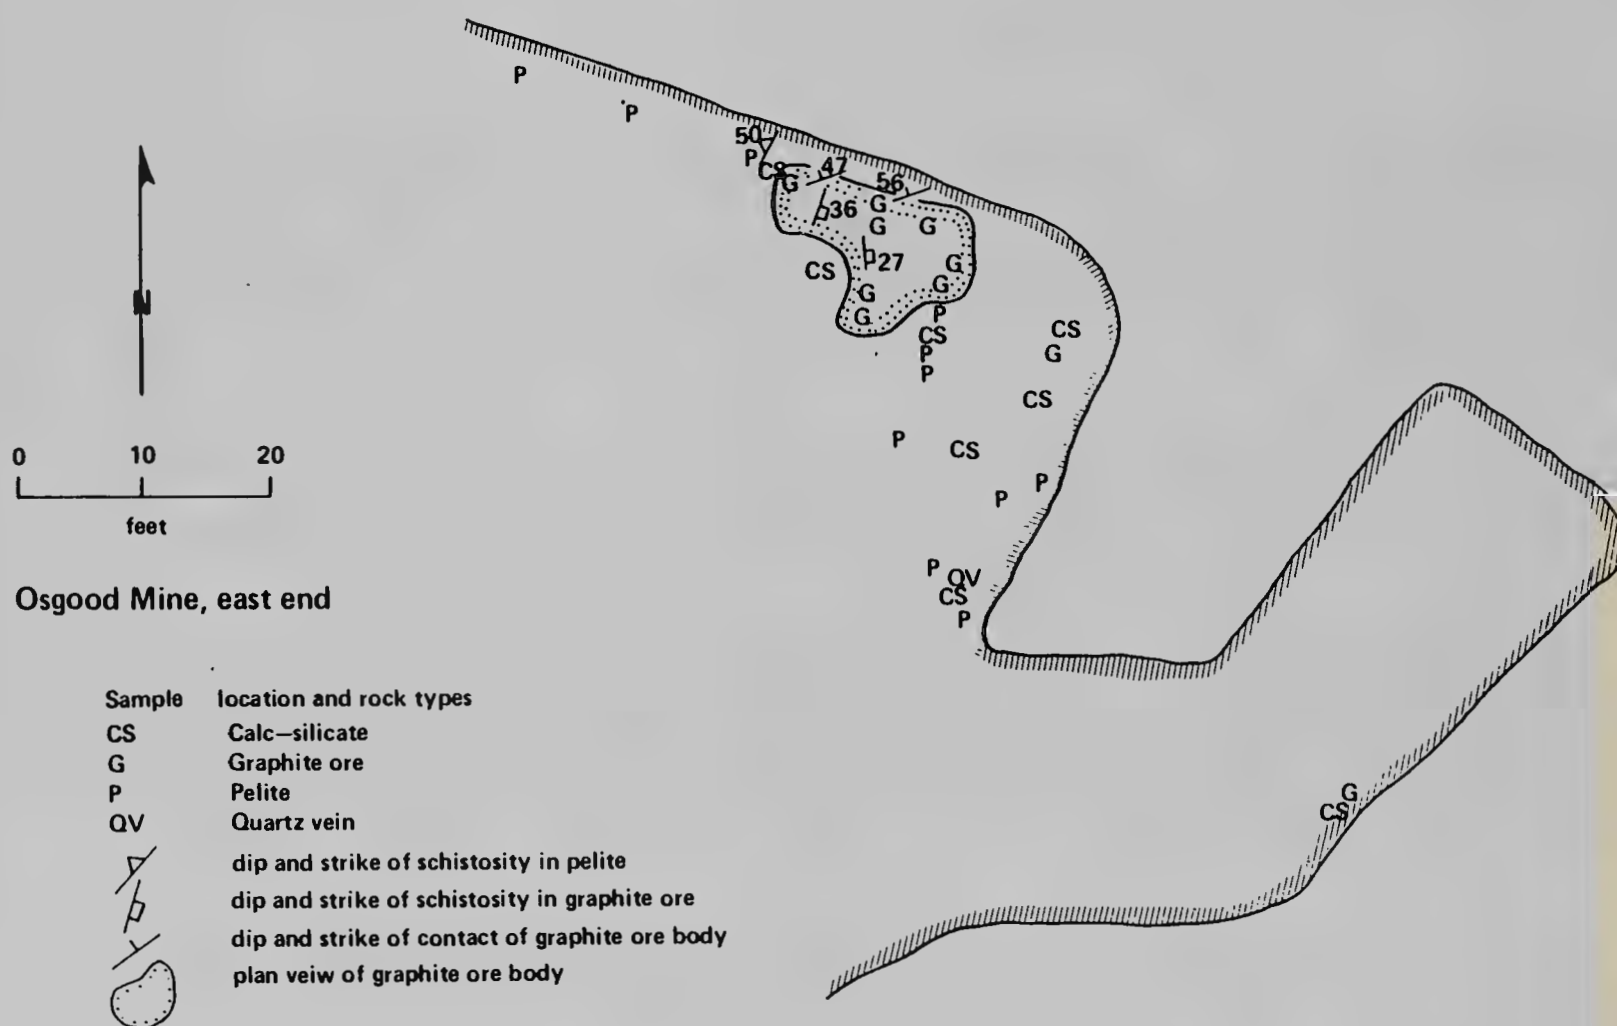 P
P
50
P
CS
G
47
56
36
G
G
G
27
CS
G
G
G
G
P
CS
P
P
CS
G
CS
P
CS
P
P
P
QV
CS
P
G
CS
N
0 10 20
feet
Osgood Mine, east end
Sample location and rock types
CS Calc-silicate
G Graphite ore
P Pelite
QV Quartz vein
dip and strike of schistosity in pelite
dip and strike of schistosity in graphite ore
dip and strike of contact of graphite ore body
plan veiw of graphite ore body